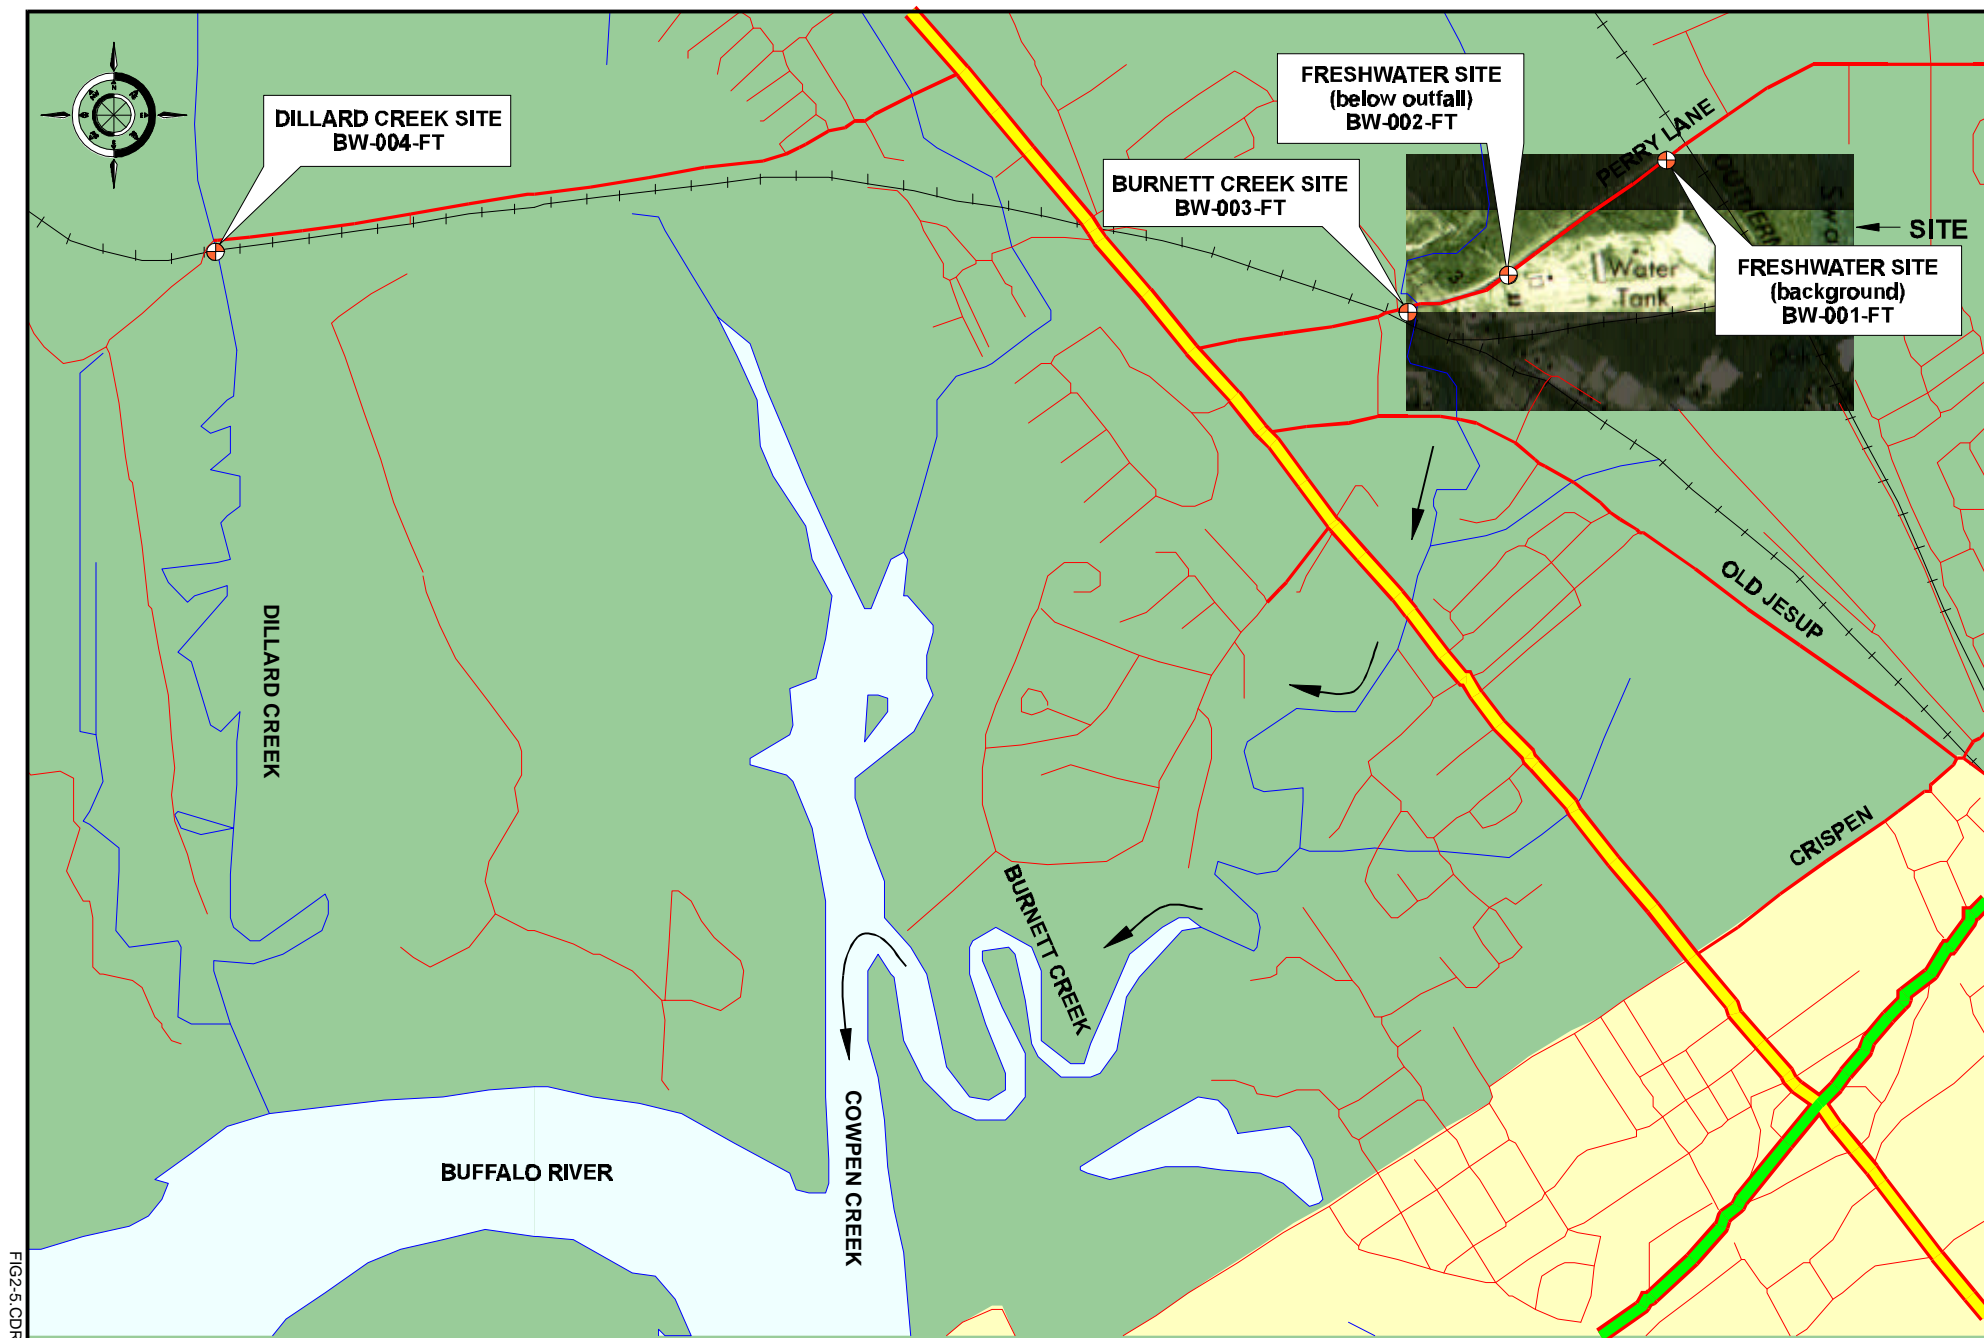 DILLARD CREEK SITE
BW-004-FT
FRESHWATER SITE
(below outfall)
BW-002-FT
BURNETT CREEK SITE
BW-003-FT
PERRY LANE
SITE
FRESHWATER SITE
(background)
BW-001-FT
Water
Tank
OLD JESUP
DILLARD CREEK
CRISPEN
BURNETT CREEK
COWPEN CREEK
BUFFALO RIVER
FIG2-5.CDR